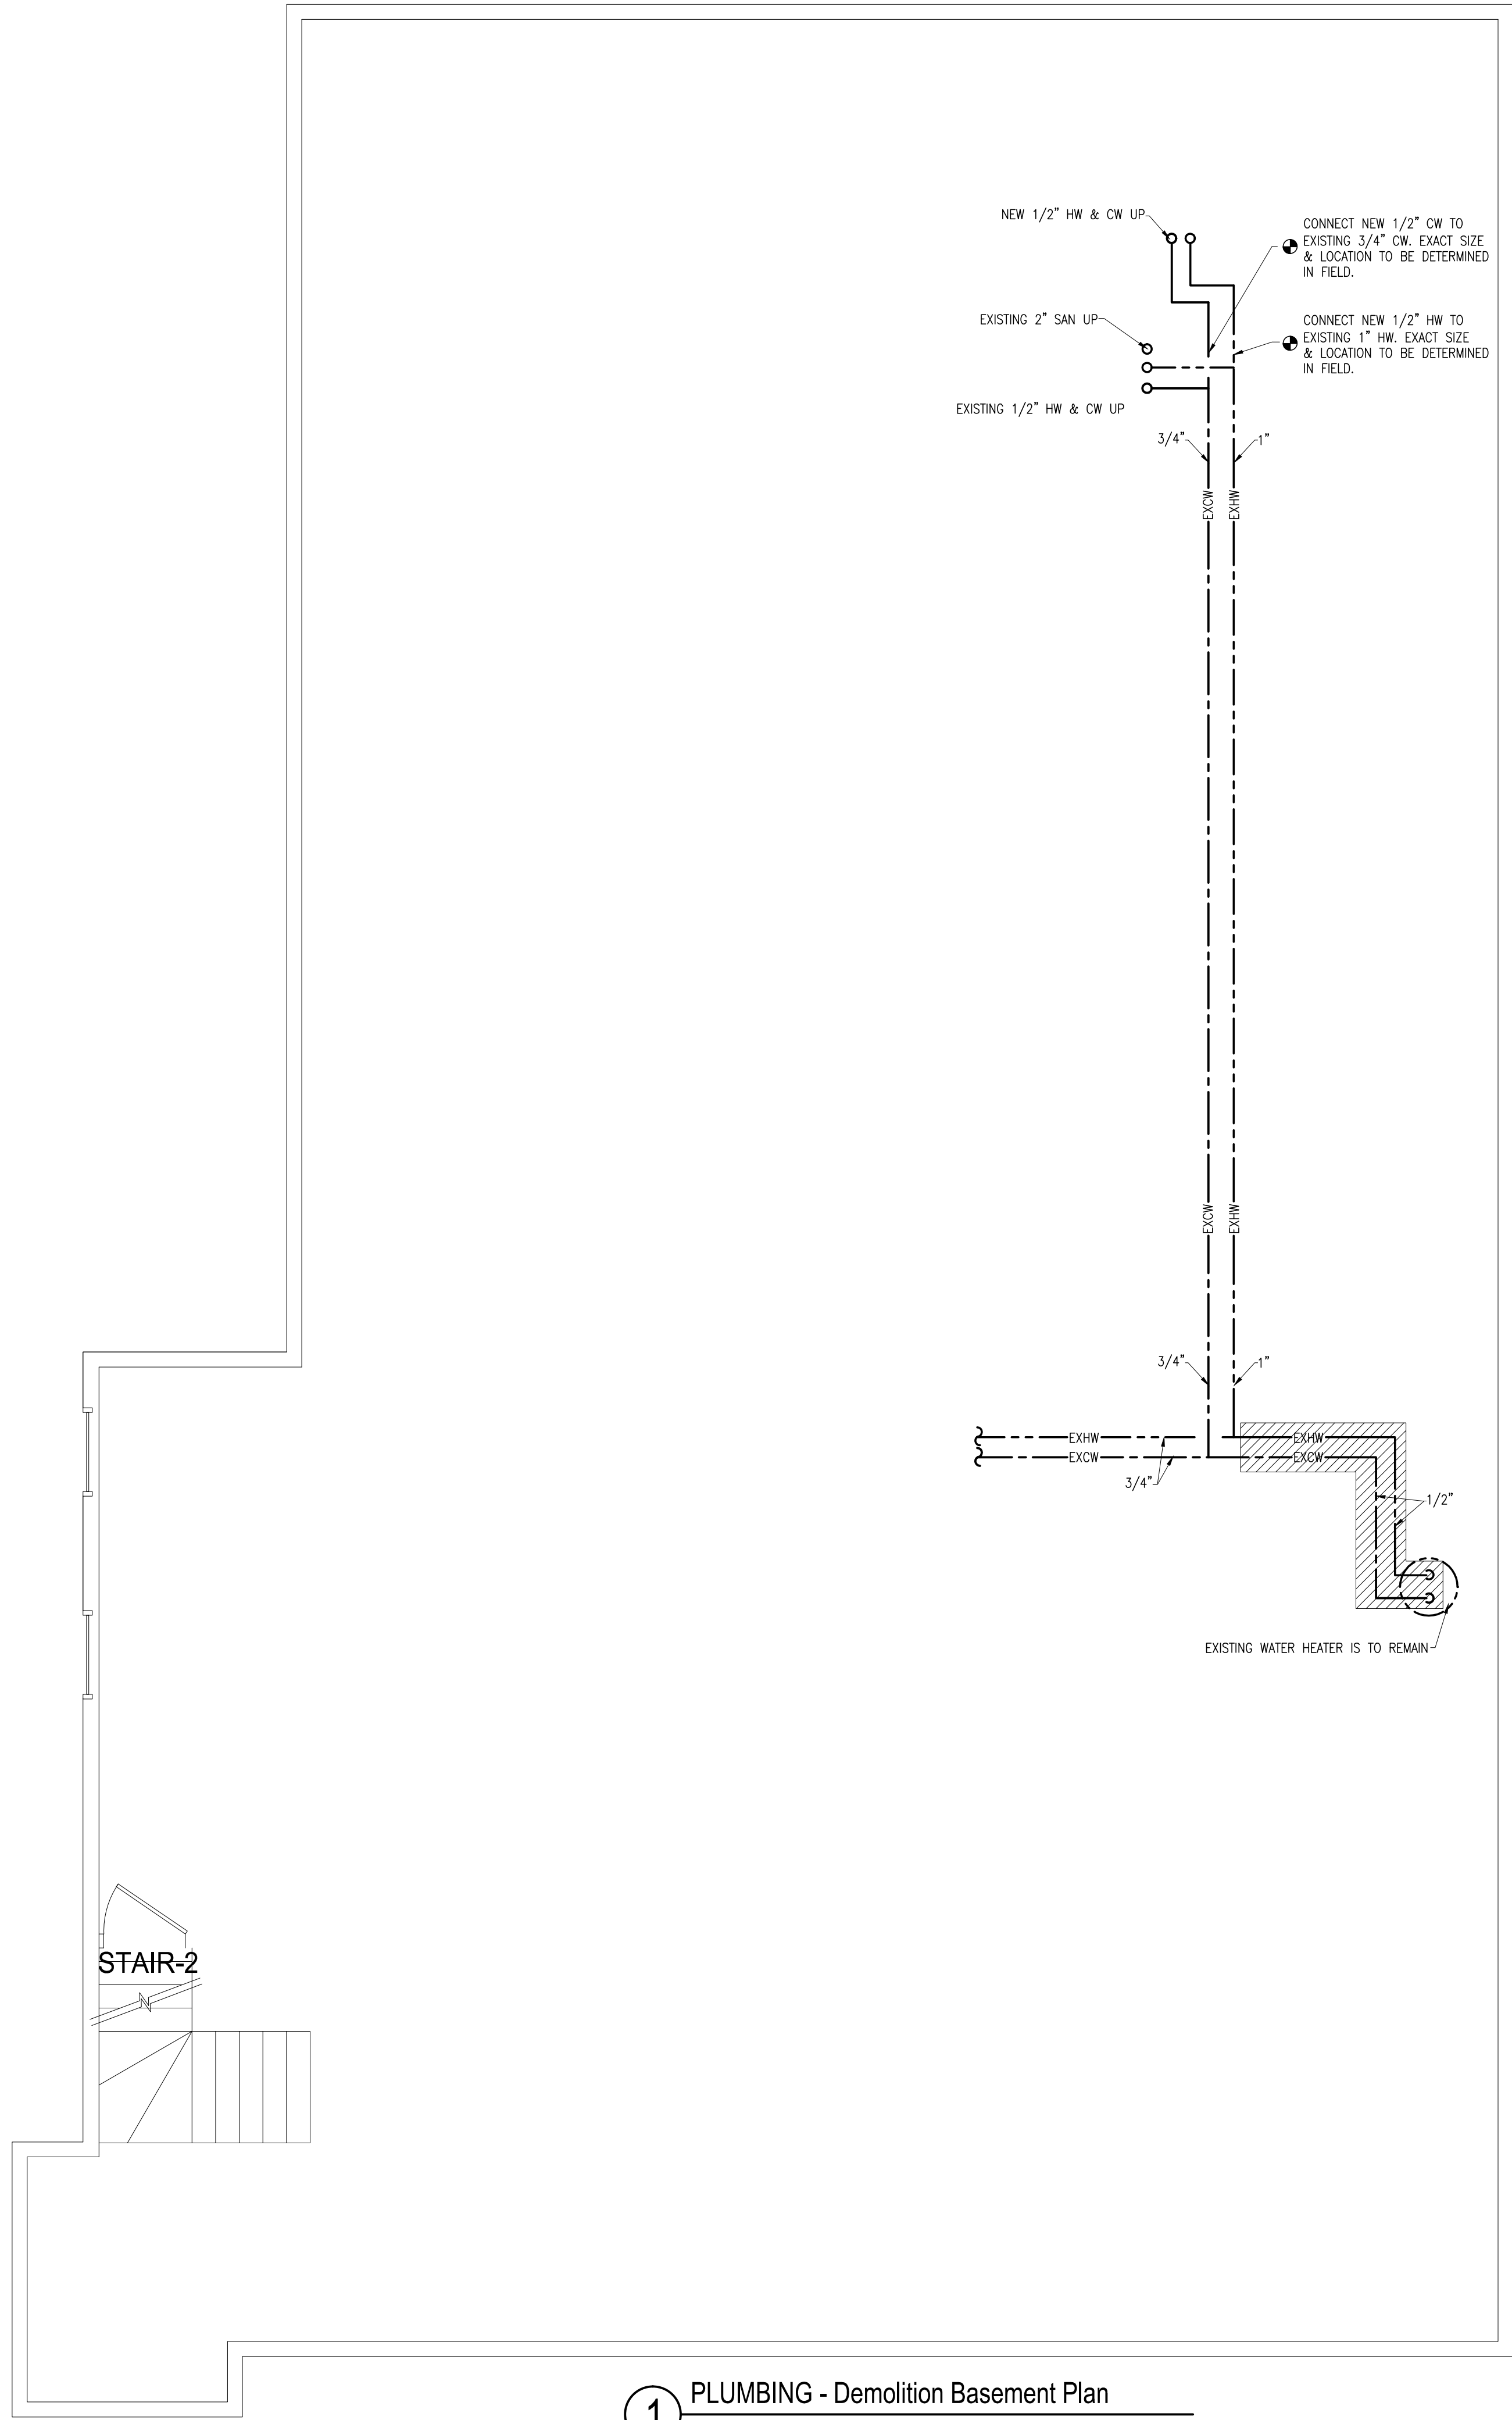 NEW 1/2” HW & CW UP
CONNECT NEW 1/2” CW TO
EXISTING 3/4” CW. EXACT SIZE
& LOCATION TO BE DETERMINED
IN FIELD.
EXISTING 2” SAN UP
CONNECT NEW 1/2” HW TO
EXISTING 1” HW. EXACT SIZE
& LOCATION TO BE DETERMINED
IN FIELD.
EXISTING 1/2” HW & CW UP
3/4”
1”
EXCW
EXHW
EXCW
EXHW
3/4”
1”
EXHW
EXHW
EXCW
EXCW
3/4”
1/2”
EXISTING WATER HEATER IS TO REMAIN
STAIR-2
1
PLUMBING - Demolition Basement Plan